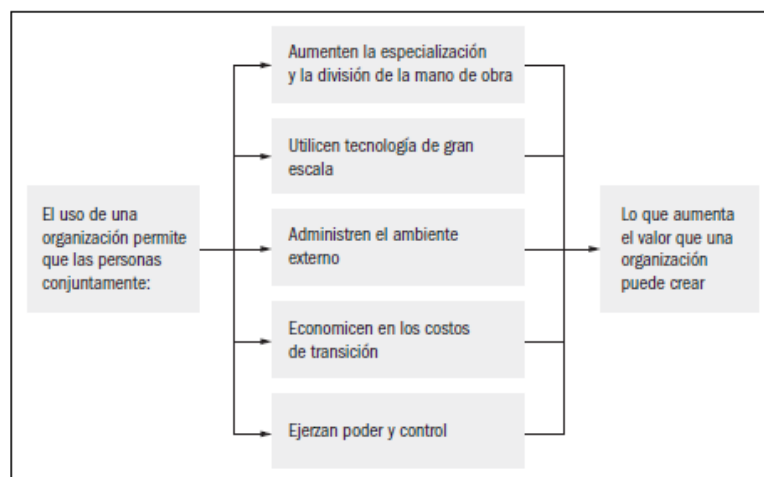 Aumenten la especialización
y la división de la mano de obra
Utilicen tecnología de gran
escala
El uso de una
organización permite
que las personas
conjuntamente:
Administren el ambiente
externo
Lo que aumenta
el valor que una
organización
puede crear
Economicen en los costos
de transición
Ejerzan poder y control